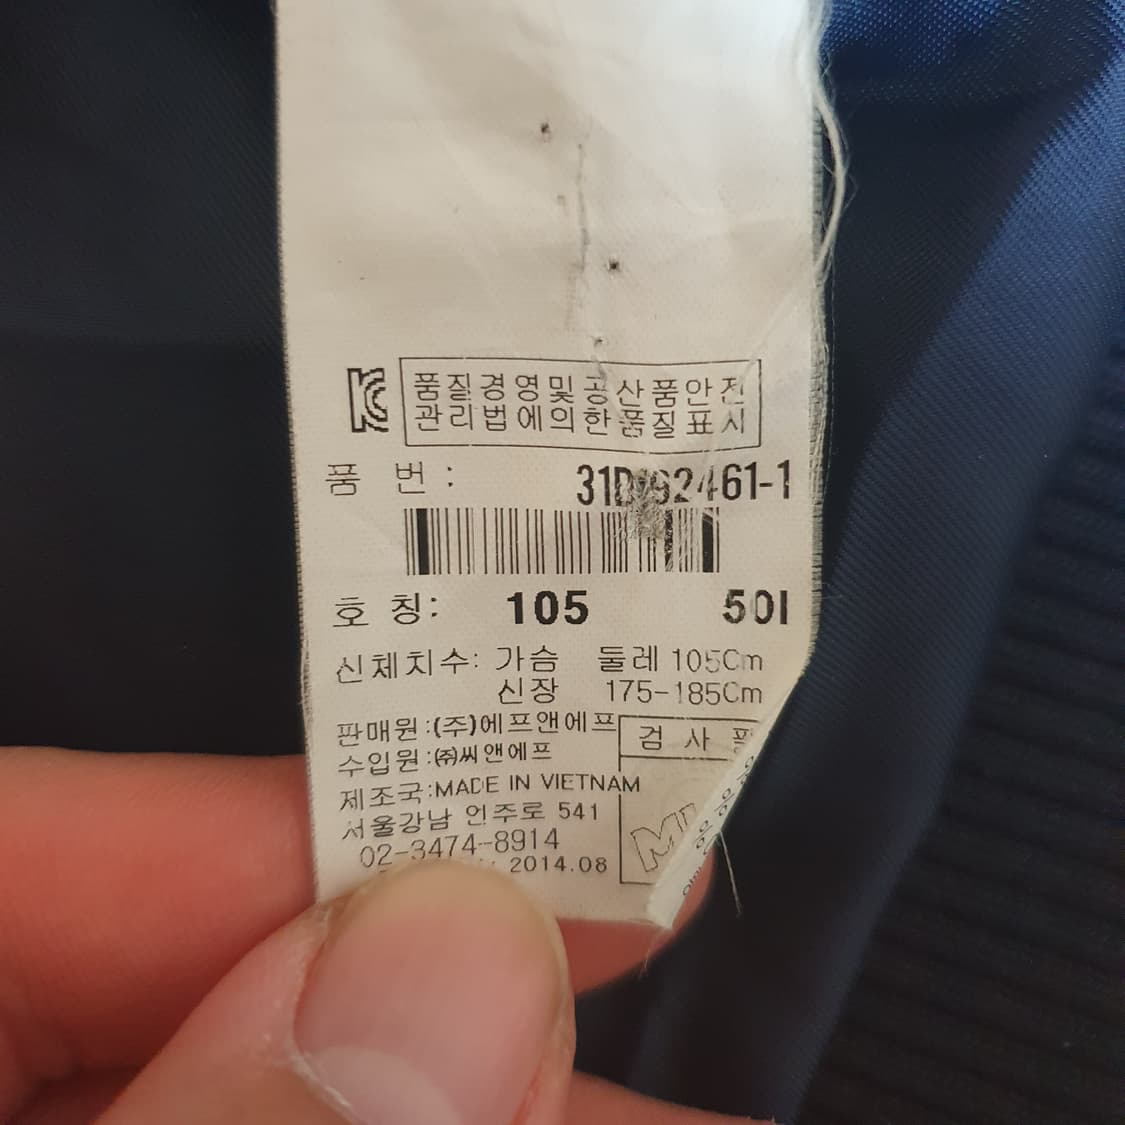 품질경영및공산품안전
관리법에의한품질표시
품 번 :
호 칭: 105 50I
신체치수: 가슴 둘레 105Cm
신장 175-185Cm
판매원:(주)에프앤에프
검 사
수입원:㈜씨앤에프
제조국:MADE IN VIETNAM
서울강남 언주로 541
02-3474-8914
2014.08